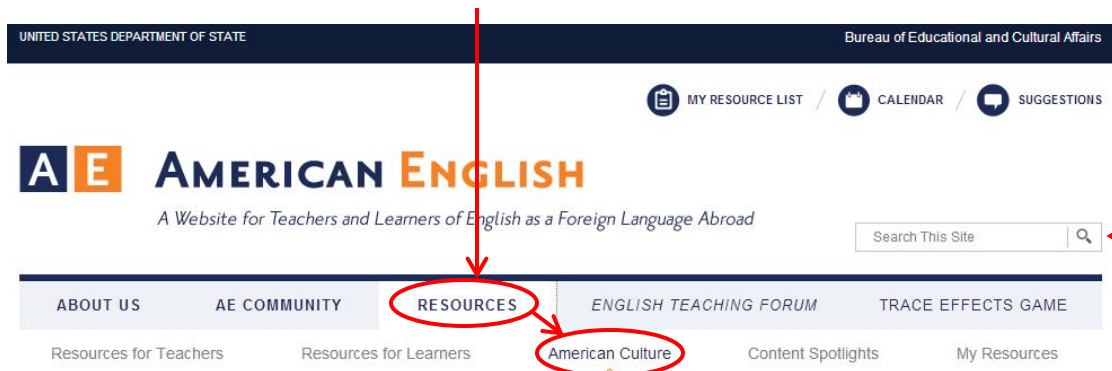 UNITED STATES DEPARTMENT OF STATE Bureau of Educational and Cultural Affairs
MY RESOURCE LIST / CALENDAR / SUGGESTIONS
AE AMERICAN ENGLISH
A Website for Teachers and Learners of English as a Foreign Language Abroad
Search This Site
ABOUT US AE COMMUNITY RESOURCES ENGLISH TEACHING FORUM TRACE EFFECTS GAME
Resources for Teachers Resources for Learners American Culture Content Spotlights My Resources